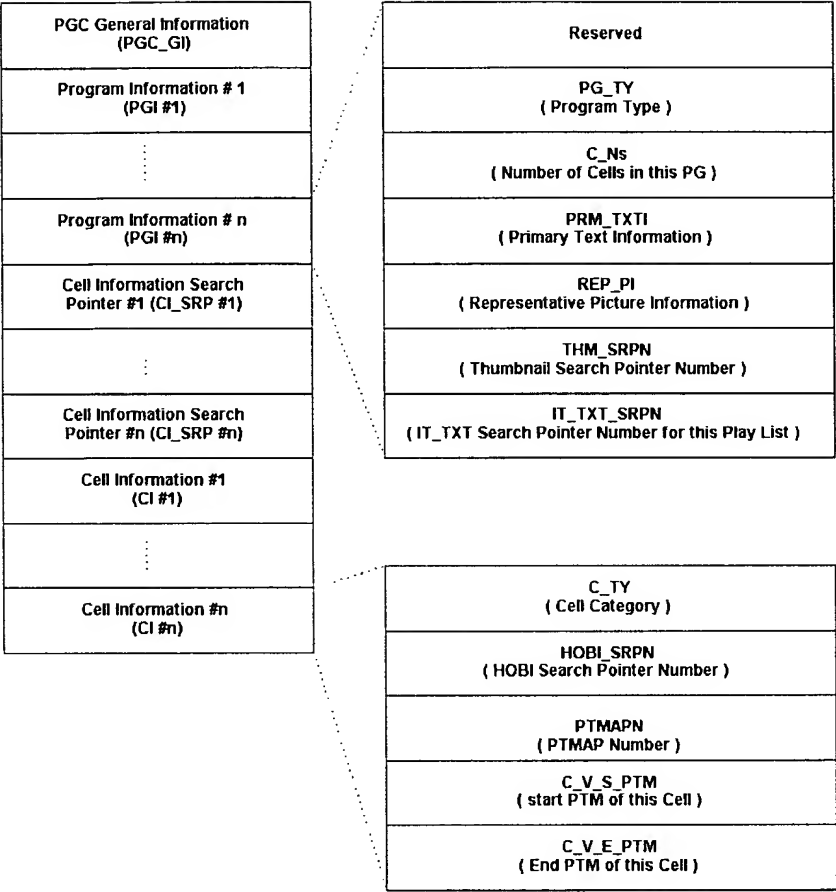 PGC General Information
(PGC_GI)
Program Information # 1
(PGI #1)
Program Information # n
(PGI #n)
Cell Information Search
Pointer #1 (CI_SRP #1)
Cell Information Search
Pointer #n (CI_SRP #n)
Cell Information #1
(CI #1)
Cell Information #n
(CI #n)
Reserved
PG_TY
( Program Type )
C_Ns
( Number of Cells in this PG )
PRM_TXTI
( Primary Text Information )
REP_PI
( Representative Picture Information )
THM_SRPN
( Thumbnail Search Pointer Number )
IT_TXT_SRPN
( IT_TXT Search Pointer Number for this Play List )
C_TY
( Cell Category )
HOBI_SRPN
( HOBI Search Pointer Number )
PTMAPN
( PTMAP Number )
C_V_S_PTM
( start PTM of this Cell )
C_V_E_PTM
( End PTM of this Cell )